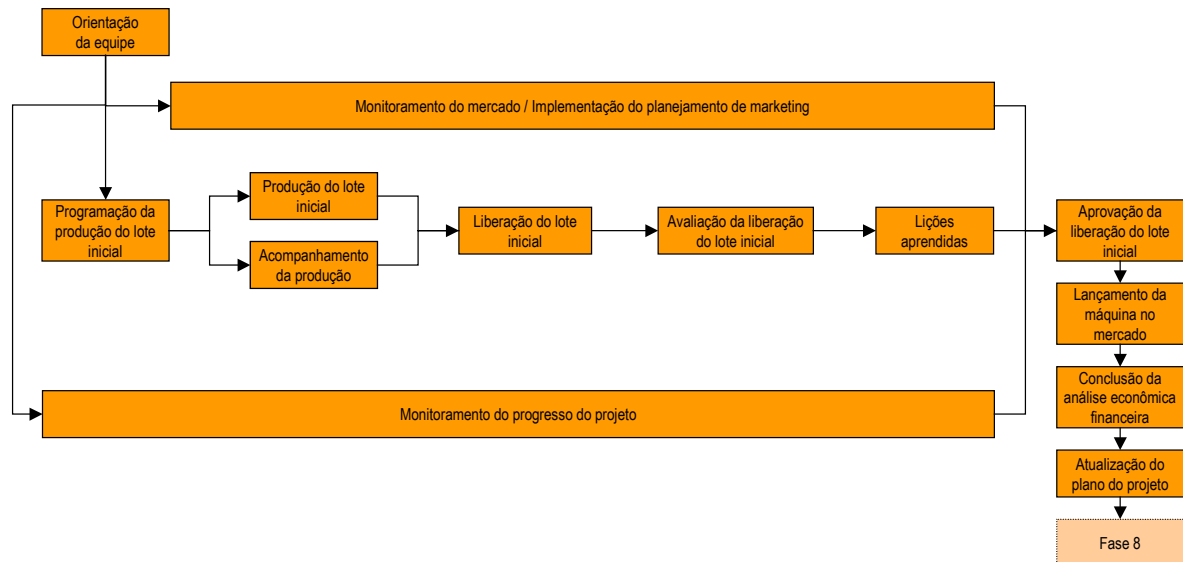 Orientação
da equipe
Monitoramento do mercado / Implementação do planejamento de marketing
Programação da
produção do lote
inicial
Produção do lote
inicial
Acompanhamento
da produção
Liberação do lote
inicial
Avaliação da liberação
do lote inicial
Lições
aprendidas
Aprovação da
liberação do lote
inicial
Lançamento da
máquina no
mercado
Conclusão da
análise econômica
financeira
Atualização do
plano do projeto
Fase 8
Monitoramento do progresso do projeto